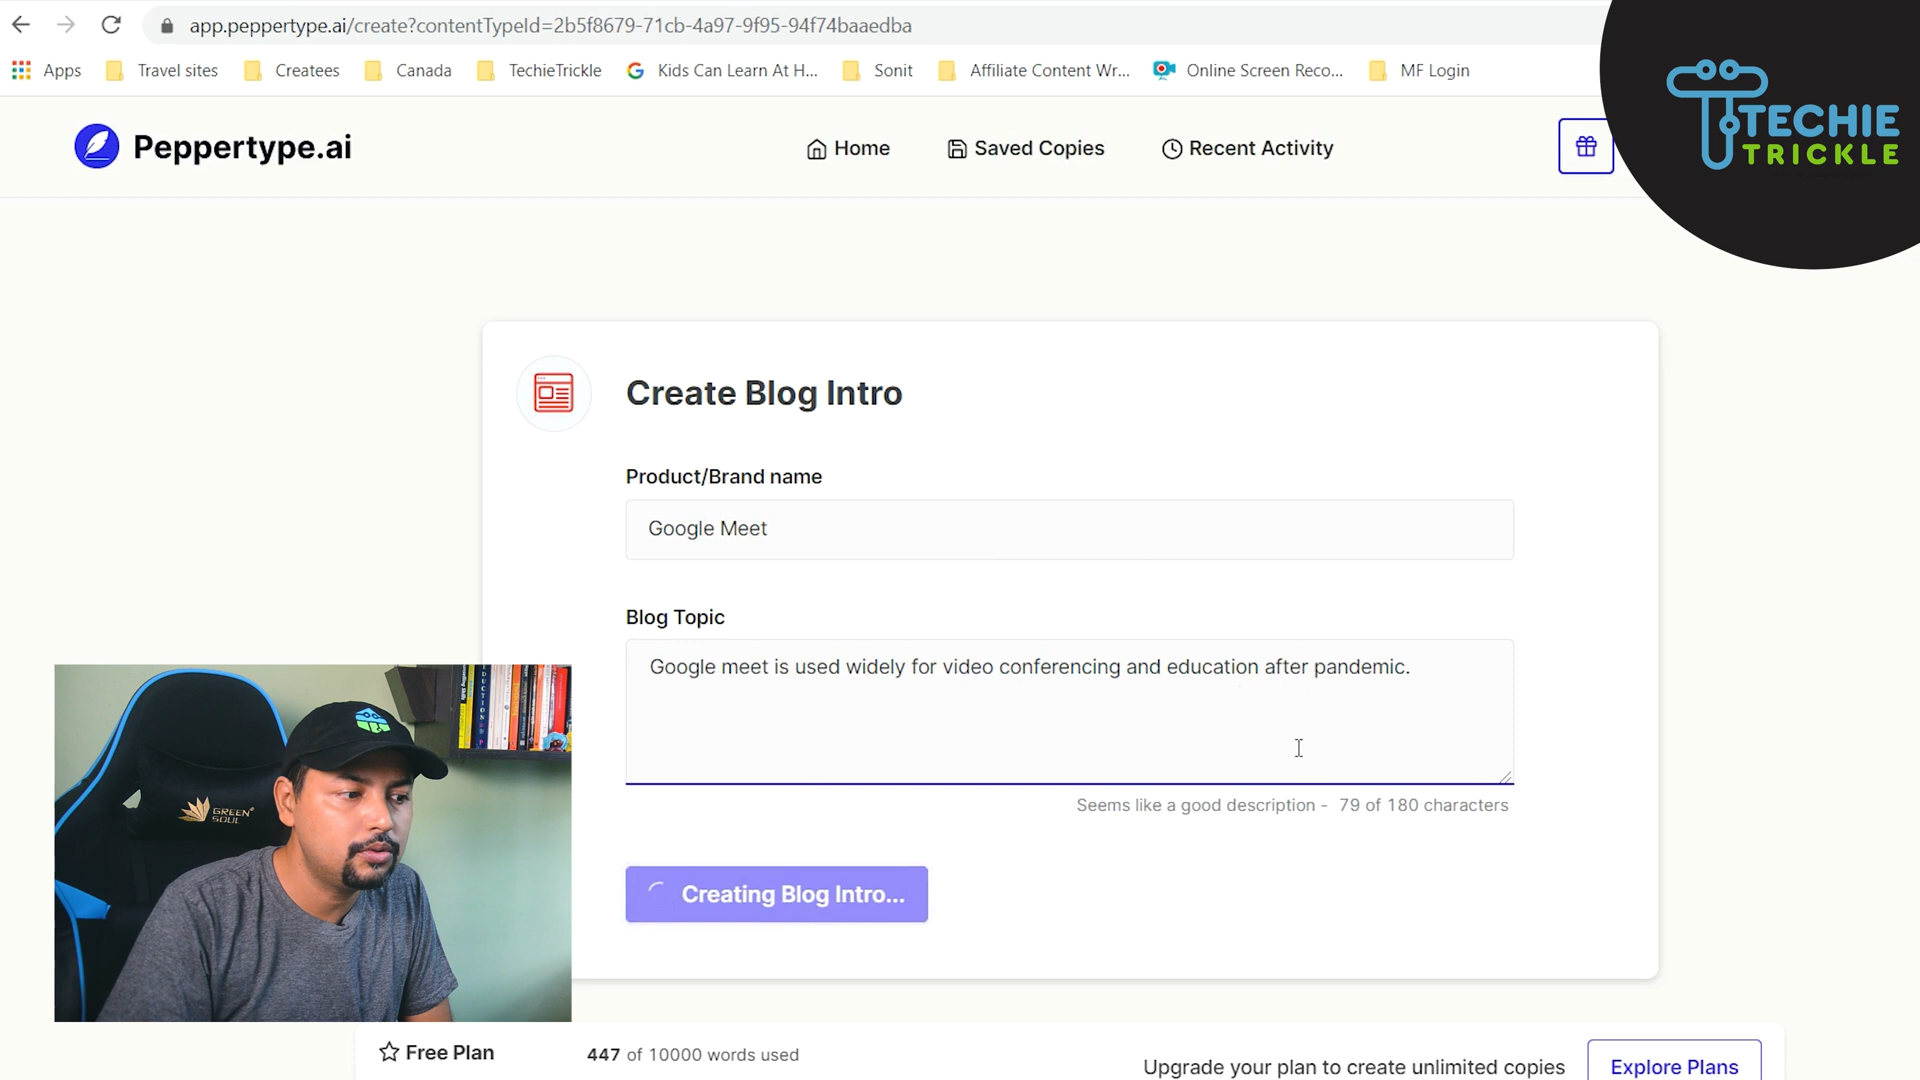 app.peppertype.ai/create?contentTypeId=2b5f8679-71cb-4a97-9f95-94f74baaedba
Apps Travel sites Createes Canada TechieTrickle Kids Can Learn At H... Sonit Affiliate Content Wr... Online Screen Reco... MF Login
TECHIE
TRICKLE
Peppertype.ai Home Saved Copies Recent Activity
Create Blog Intro
Product/Brand name
Google Meet
Blog Topic
Google meet is used widely for video conferencing and education after pandemic.
Seems like a good description - 79 of 180 characters
GREEN
SOUL
Creating Blog Intro...
Free Plan 447 of 10000 words used
Upgrade your plan to create unlimited copies Explore Plans